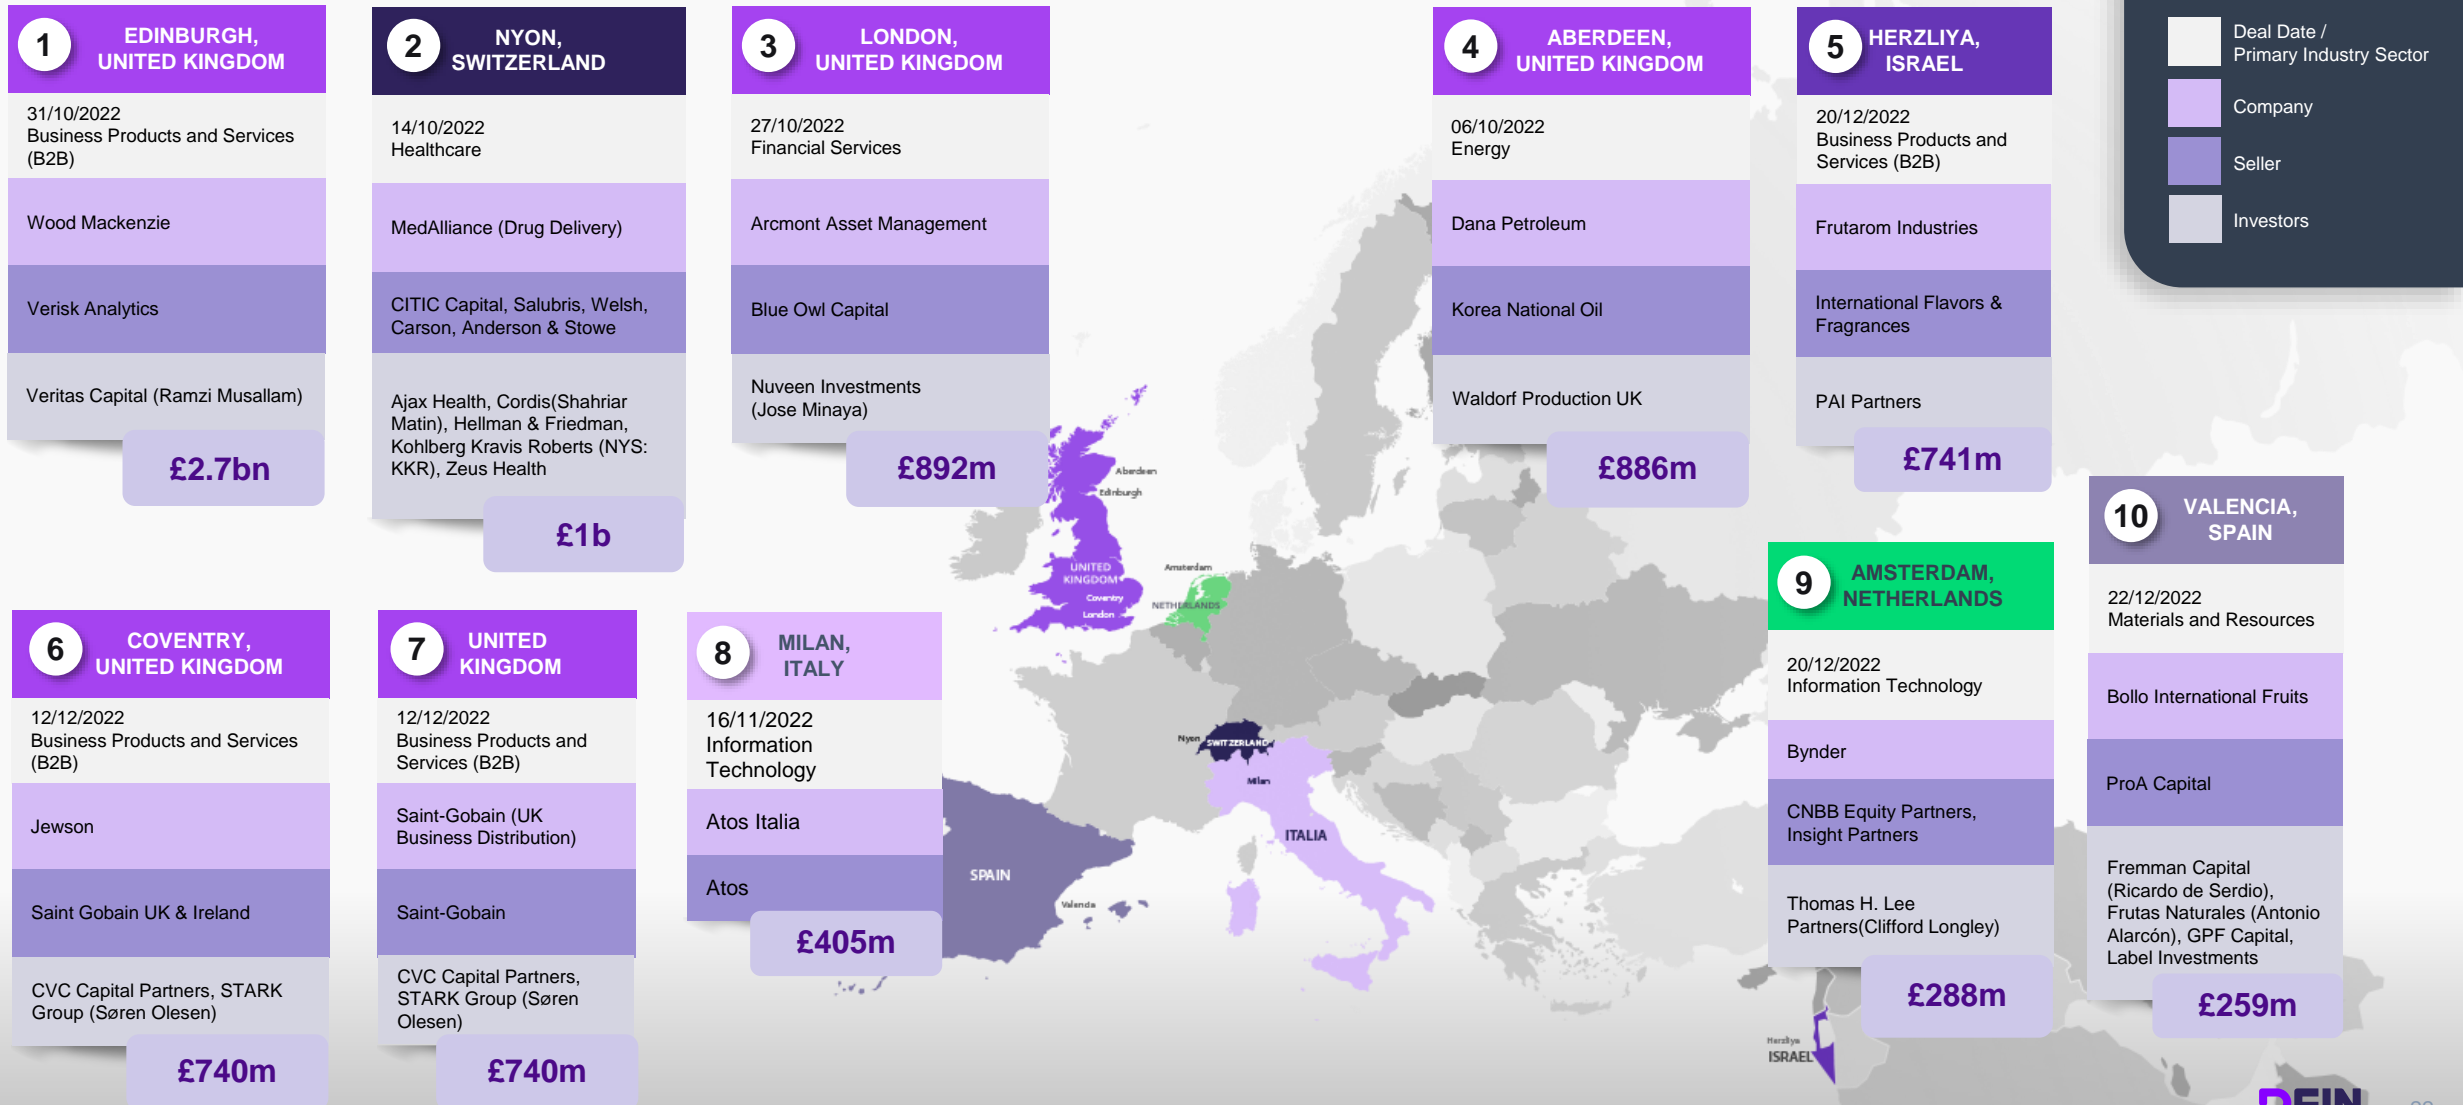 1
EDINBURGH,
UNITED KINGDOM
31/10/2022
Business Products and Services
(B2B)
Wood Mackenzie
Verisk Analytics
Veritas Capital (Ramzi Musallam)
£2.7bn
2
NYON,
SWITZERLAND
14/10/2022
Healthcare
MedAlliance (Drug Delivery)
CITIC Capital, Salubris, Welsh,
Carson, Anderson & Stowe
Ajax Health, Cordis(Shahriar
Matin), Hellman & Friedman,
Kohlberg Kravis Roberts (NYS:
KKR), Zeus Health
£1b
3
LONDON,
UNITED KINGDOM
27/10/2022
Financial Services
Arcmont Asset Management
Blue Owl Capital
Nuveen Investments
(Jose Minaya)
£892m
4
ABERDEEN,
UNITED KINGDOM
06/10/2022
Energy
Dana Petroleum
Korea National Oil
Waldorf Production UK
£886m
5
HERZLIYA,
ISRAEL
20/12/2022
Business Products and
Services (B2B)
Frutarom Industries
International Flavors &
Fragrances
PAI Partners
£741m
Deal Date /
Primary Industry Sector
Company
Seller
Investors
6
COVENTRY,
UNITED KINGDOM
12/12/2022
Business Products and Services
(B2B)
Jewson
Saint Gobain UK & Ireland
CVC Capital Partners, STARK
Group (Søren Olesen)
£740m
7
UNITED
KINGDOM
12/12/2022
Business Products and
Services (B2B)
Saint-Gobain (UK
Business Distribution)
Saint-Gobain
CVC Capital Partners,
STARK Group (Søren
Olesen)
£740m
8
MILAN,
ITALY
16/11/2022
Information
Technology
Atos Italia
Atos
£405m
9
AMSTERDAM,
NETHERLANDS
20/12/2022
Information Technology
Bynder
CNBB Equity Partners,
Insight Partners
Thomas H. Lee
Partners(Clifford Longley)
£288m
10
VALENCIA,
SPAIN
22/12/2022
Materials and Resources
Bollo International Fruits
ProA Capital
Fremman Capital
(Ricardo de Serdio),
Frutas Naturales (Antonio
Alarcón), GPF Capital,
Label Investments
£259m
Aberdeen
Edinburgh
UNITED
KINGDOM
Coventry
London
Amsterdam
NETHERLANDS
Nyon
SWITZERLAND
Milan
ITALIA
SPAIN
Valencia
Herzliya
ISRAEL